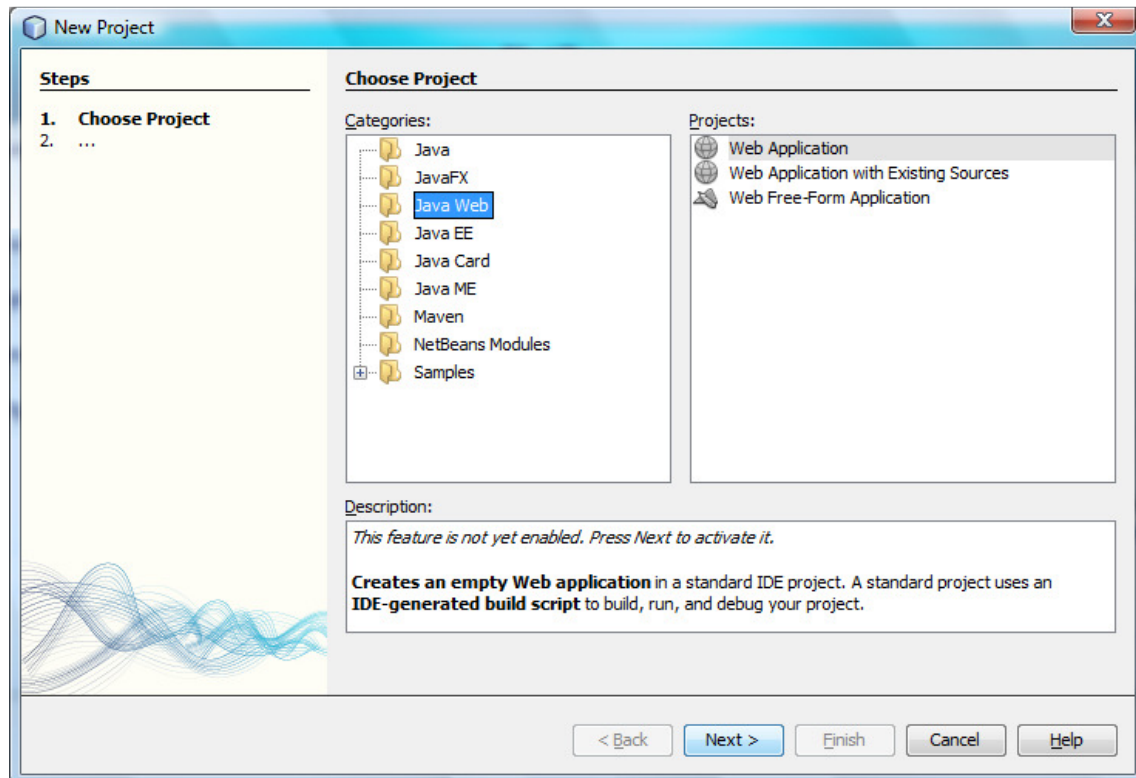 New Project
Steps
1. Choose Project
2. ...
Choose Project
Categories:
Java
JavaFX
Java Web
Java EE
Java Card
Java ME
Maven
NetBeans Modules
Samples
Projects:
Web Application
Web Application with Existing Sources
Web Free-Form Application
Description:
This feature is not yet enabled. Press Next to activate it.
Creates an empty Web application in a standard IDE project. A standard project uses an
IDE-generated build script to build, run, and debug your project.
< Back
Next >
Finish
Cancel
Help